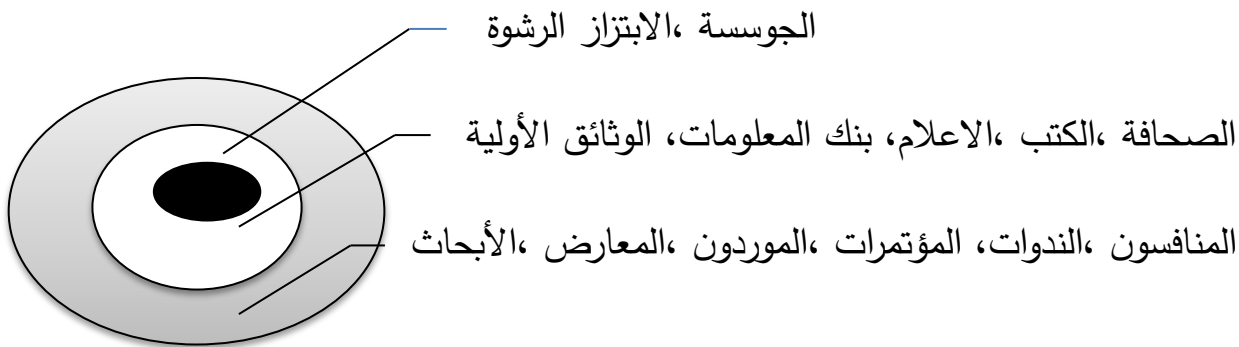 الجوسسة ،الابتزاز الرشوة
الصحافة ،الكتب ،الاعلام، بنك المعلومات، الوثائق الأولية
المنافسون ،الندوات، المؤتمرات ،الموردون ،المعارض ،الأبحاث